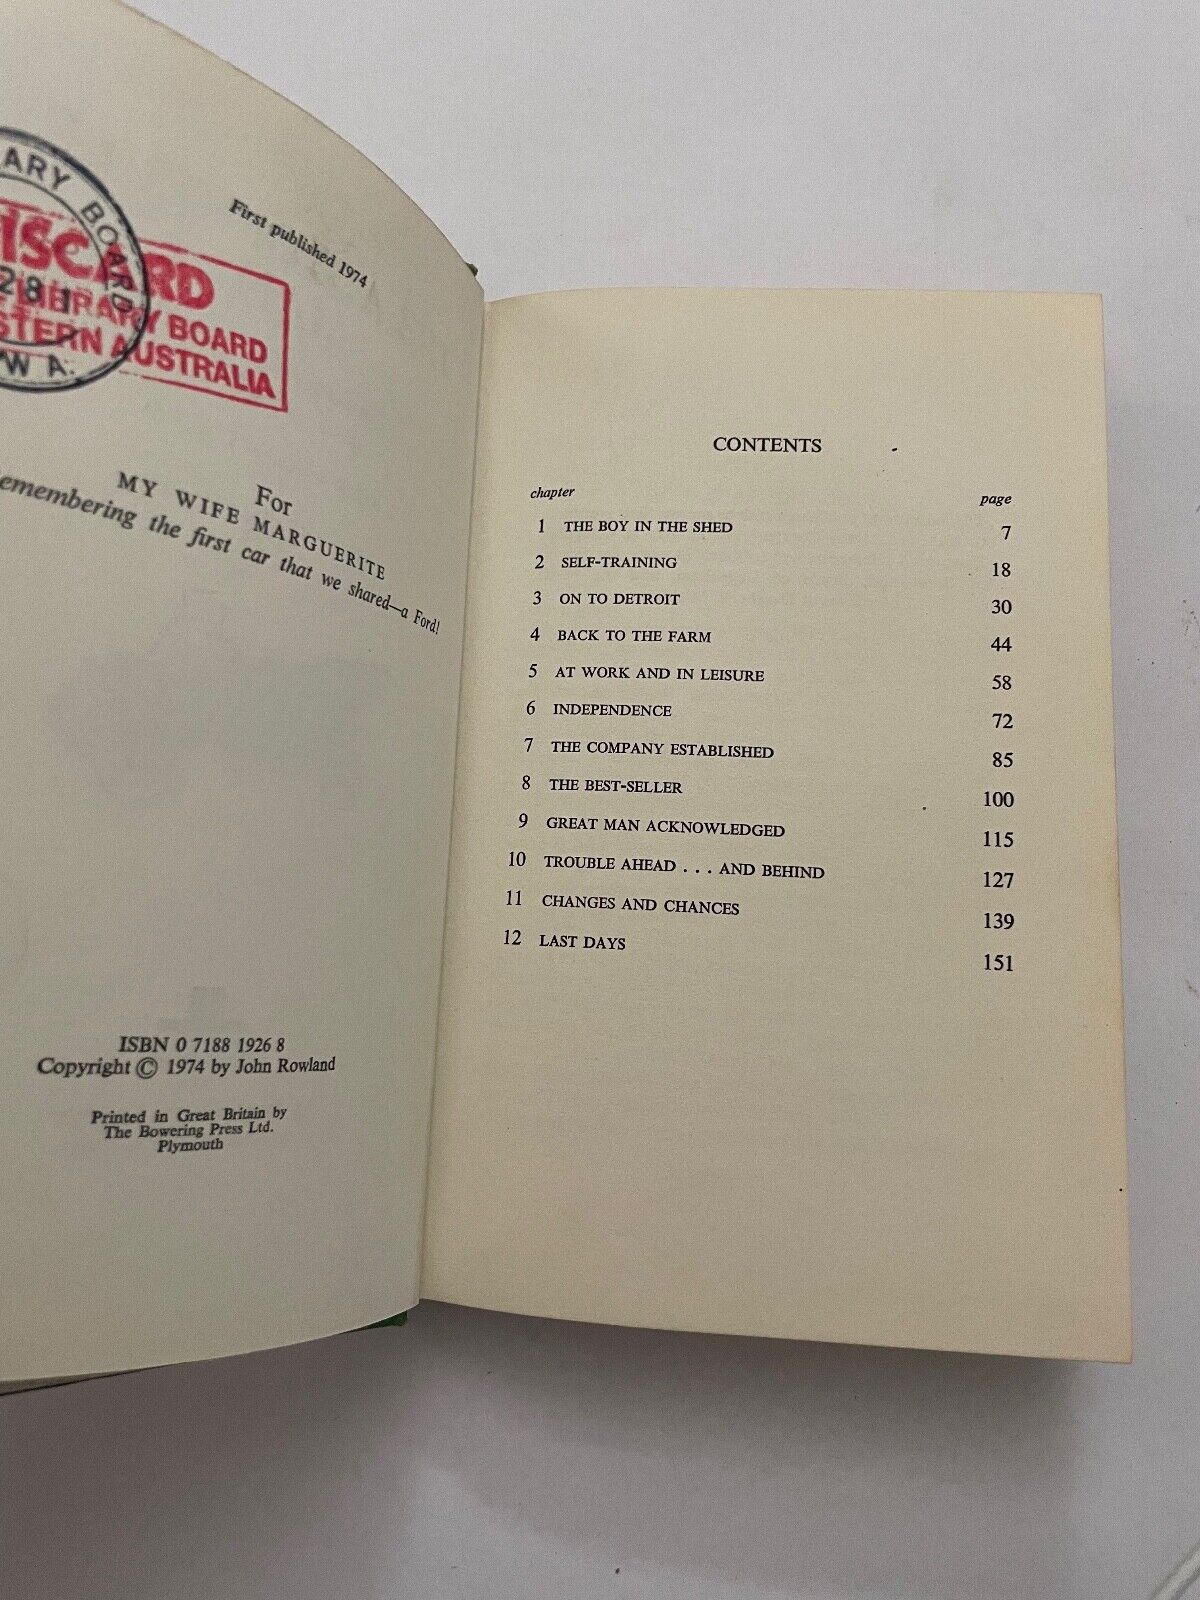 ARY BOARD
281
W A.
BOARD
AUSTRALIA
First published 1974
For
MY WIFE MARGUERITE
the first car that we shared—a Ford!
ISBN 0 7188 1926 8
Copyright © 1974 by John Rowland
Printed in Great Britain by
The Bowering Press Ltd.
Plymouth
CONTENTS
chapter page
1 THE BOY IN THE SHED 7
2 SELF-TRAINING 18
3 ON TO DETROIT 30
4 BACK TO THE FARM 44
5 AT WORK AND IN LEISURE 58
6 INDEPENDENCE 72
7 THE COMPANY ESTABLISHED 85
8 THE BEST-SELLER 100
9 GREAT MAN ACKNOWLEDGED 115
10 TROUBLE AHEAD . . . AND BEHIND 127
11 CHANGES AND CHANCES 139
12 LAST DAYS 151